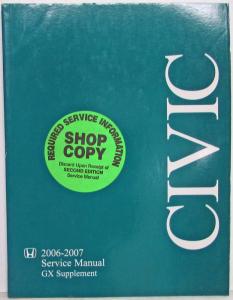 REQUIRED SERVICE INFORMATION
SHOP
COPY
Discard Upon Receipt of
SECOND EDITION
Service Manual
CIVIC
2006-2007
Service Manual
GX Supplement